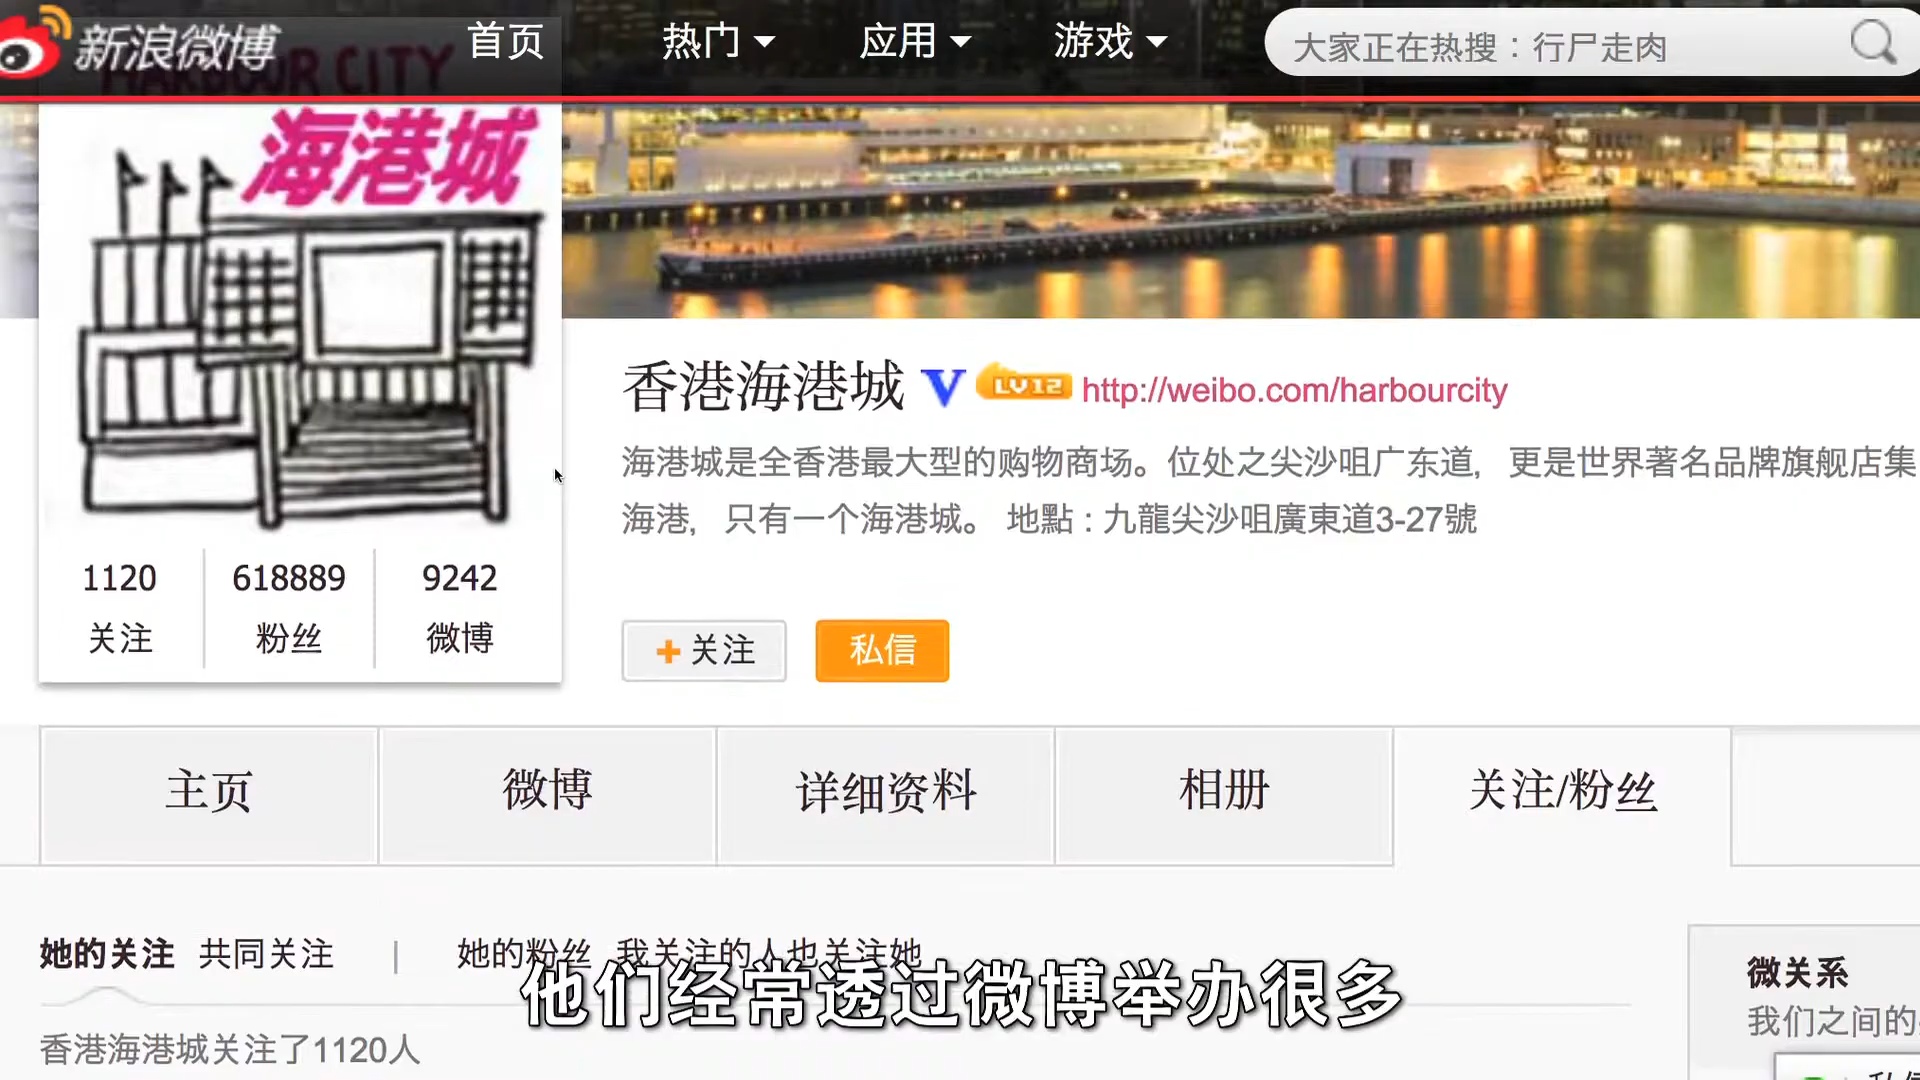 新浪微博 首页 热门 应用 游戏 大家正在热搜：行尸走肉
HARBOUR CITY
海港城
香港海港城 V LV12 http://weibo.com/harbourcity
海港城是全香港最大型的购物商场。位处之尖沙咀广东道，更是世界著名品牌旗舰店集
海港，只有一个海港城。 地點：九龍尖沙咀廣東道3-27號
1120 618889 9242
关注 粉丝 微博
+关注 私信
主页 微博 详细资料 相册 关注/粉丝
她的关注 共同关注 | 她的粉丝 我关注的人也关注她
微关系
他们经常透过微博举办很多
我们之间的
香港海港城关注了1120人